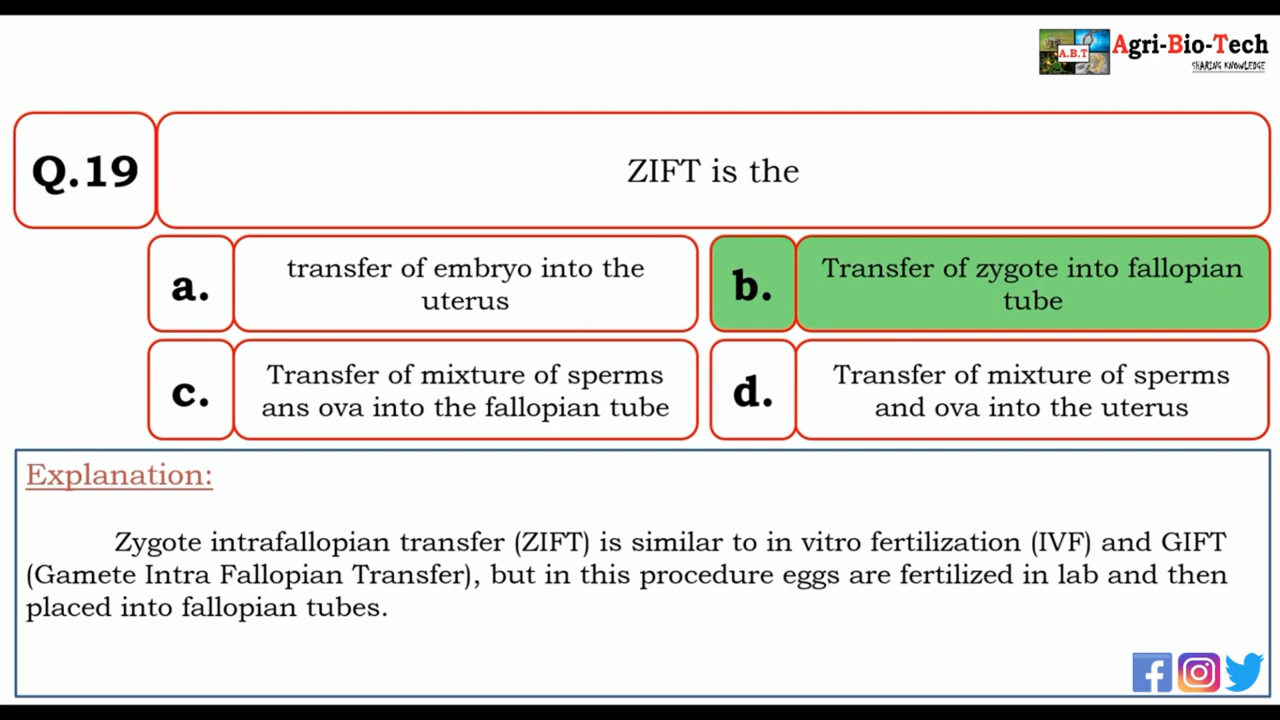 A.B.T
Agri-Bio-Tech
SHARING KNOWLEDGE
Q.19
ZIFT is the
a.
transfer of embryo into the
uterus
b.
Transfer of zygote into fallopian
tube
c.
Transfer of mixture of sperms
ans ova into the fallopian tube
d.
Transfer of mixture of sperms
and ova into the uterus
Explanation:
Zygote intrafallopian transfer (ZIFT) is similar to in vitro fertilization (IVF) and GIFT
(Gamete Intra Fallopian Transfer), but in this procedure eggs are fertilized in lab and then
placed into fallopian tubes.